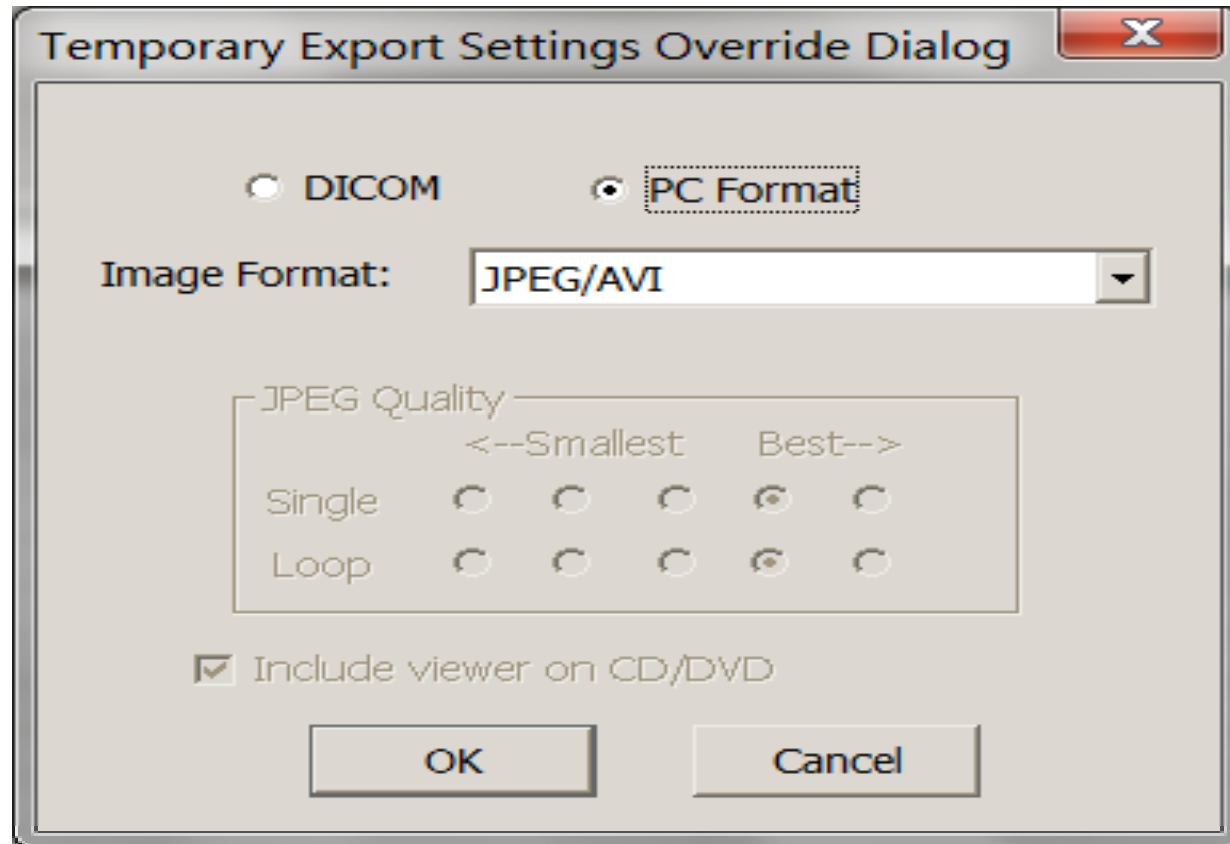 Temporary Export Settings Override Dialog
DICOM PC Format
Image Format: JPEG/AVI
JPEG Quality
<--Smallest Best-->
Single
Loop
Include viewer on CD/DVD
OK Cancel